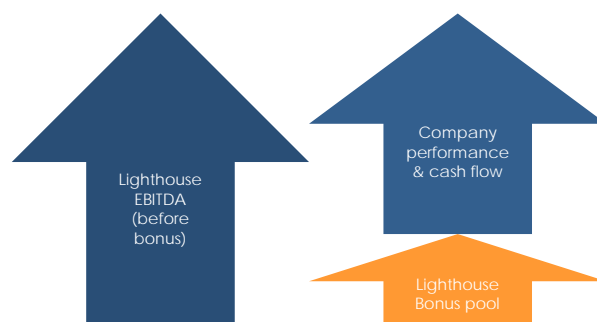 Lighthouse
EBITDA
(before
bonus)
Company
performance
& cash flow
Lighthouse
Bonus pool